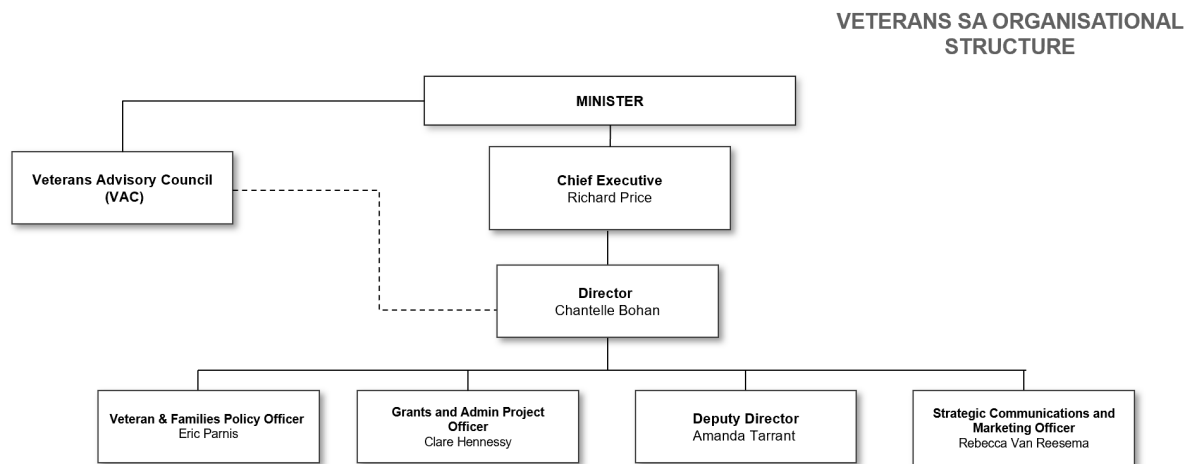 VETERANS SA ORGANISATIONAL
STRUCTURE
MINISTER
Veterans Advisory Council
(VAC)
Chief Executive
Richard Price
Director
Chantelle Bohan
Veteran & Families Policy Officer
Eric Parnis
Grants and Admin Project
Officer
Clare Hennessy
Deputy Director
Amanda Tarrant
Strategic Communications and
Marketing Officer
Rebecca Van Reesema